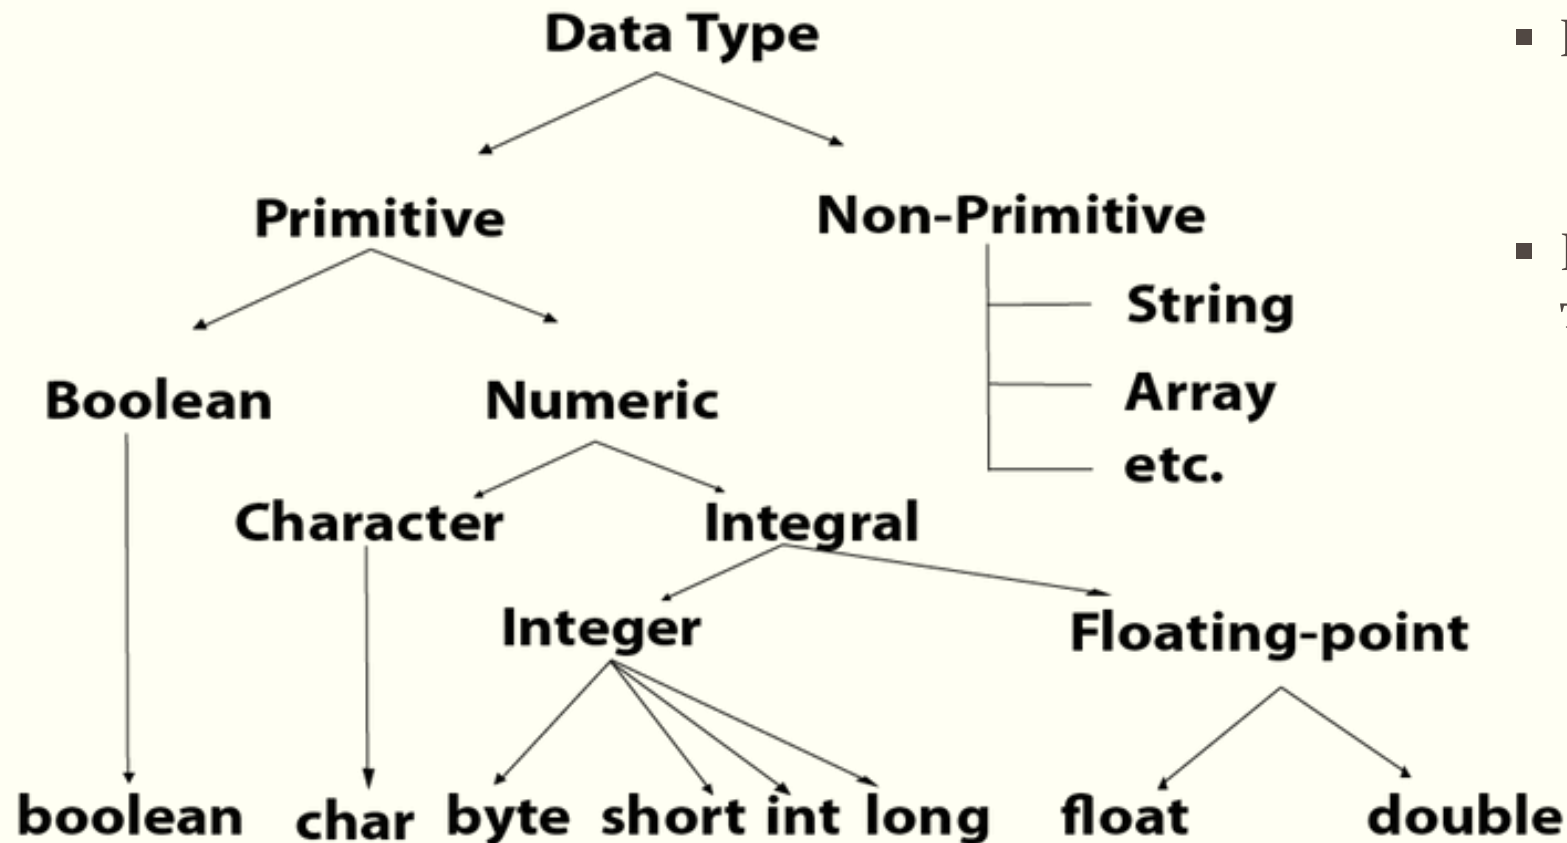 Data Type
Primitive
Non-Primitive
String
Array
etc.
Boolean
Numeric
Character
Integral
Integer
Floating-point
boolean
char
byte
short
int
long
float
double